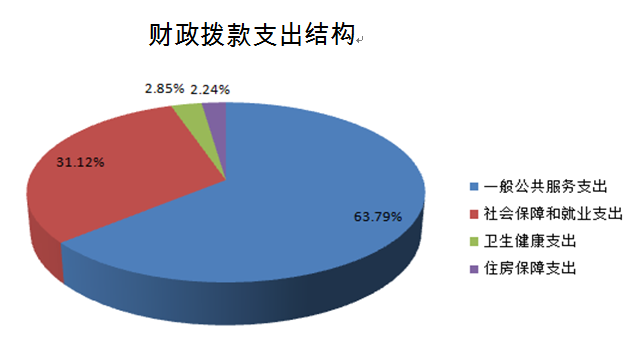 财政拨款支出结构
2.85%
2.24%
31.12%
63.79%
一般公共服务支出
社会保障和就业支出
卫生健康支出
住房保障支出